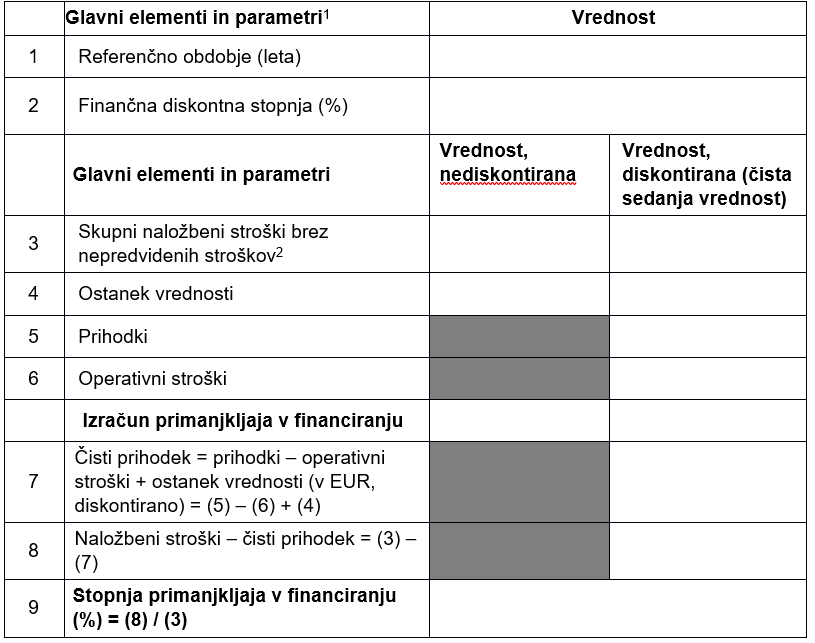 Glavni elementi in parametri1 Vrednost
1 Referenčno obdobje (leta)
2 Finančna diskontna stopnja (%)
Glavni elementi in parametri
Vrednost,
nediskontirana
Vrednost,
diskontirana (čista
sedanja vrednost)
3 Skupni naložbeni stroški brez
nepredvidenih stroškov2
4 Ostanek vrednosti
5 Prihodki
6 Operativni stroški
Izračun primanjkljaja v financiranju
7 Čisti prihodek = prihodki – operativni
stroški + ostanek vrednosti (v EUR,
diskontirano) = (5) – (6) + (4)
8 Naložbeni stroški – čisti prihodek = (3) –
(7)
9 Stopnja primanjkljaja v financiranju
(%) = (8) / (3)